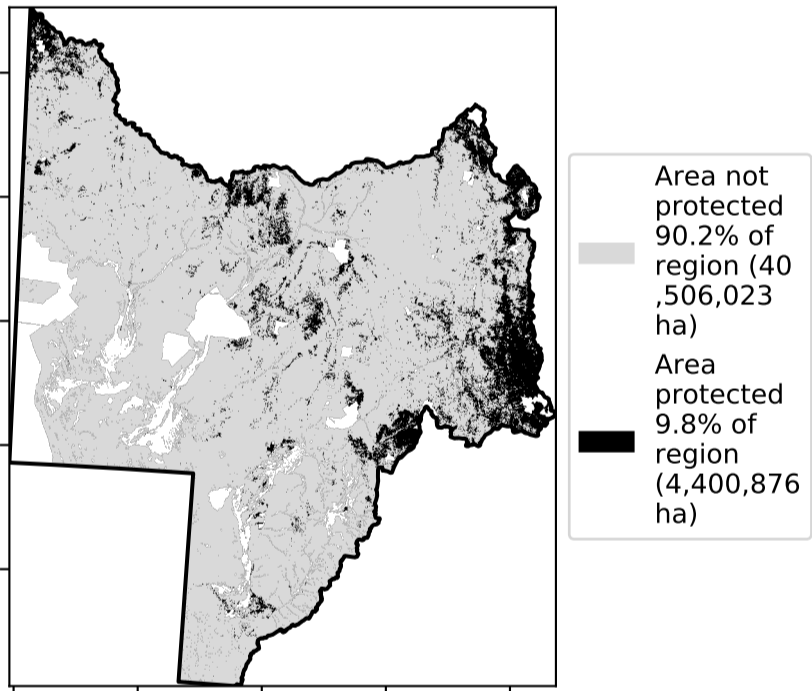 Area not
protected
90.2% of
region (40
,506,023
ha)
Area
protected
9.8% of
region
(4,400,876
ha)